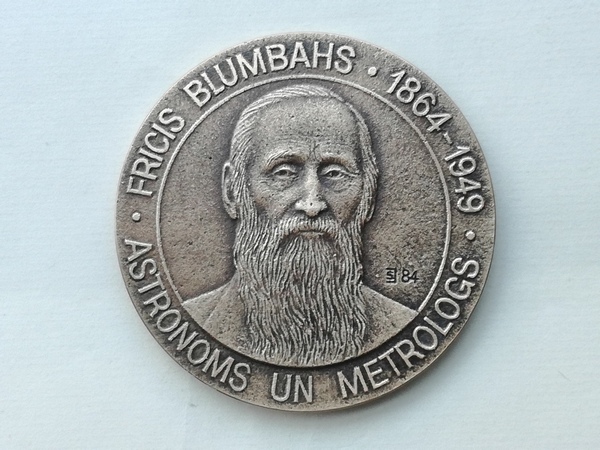 FRICIS BLUMBAHS • 1864-1949 •
ASTRONOMS UN METROLOGS •
84